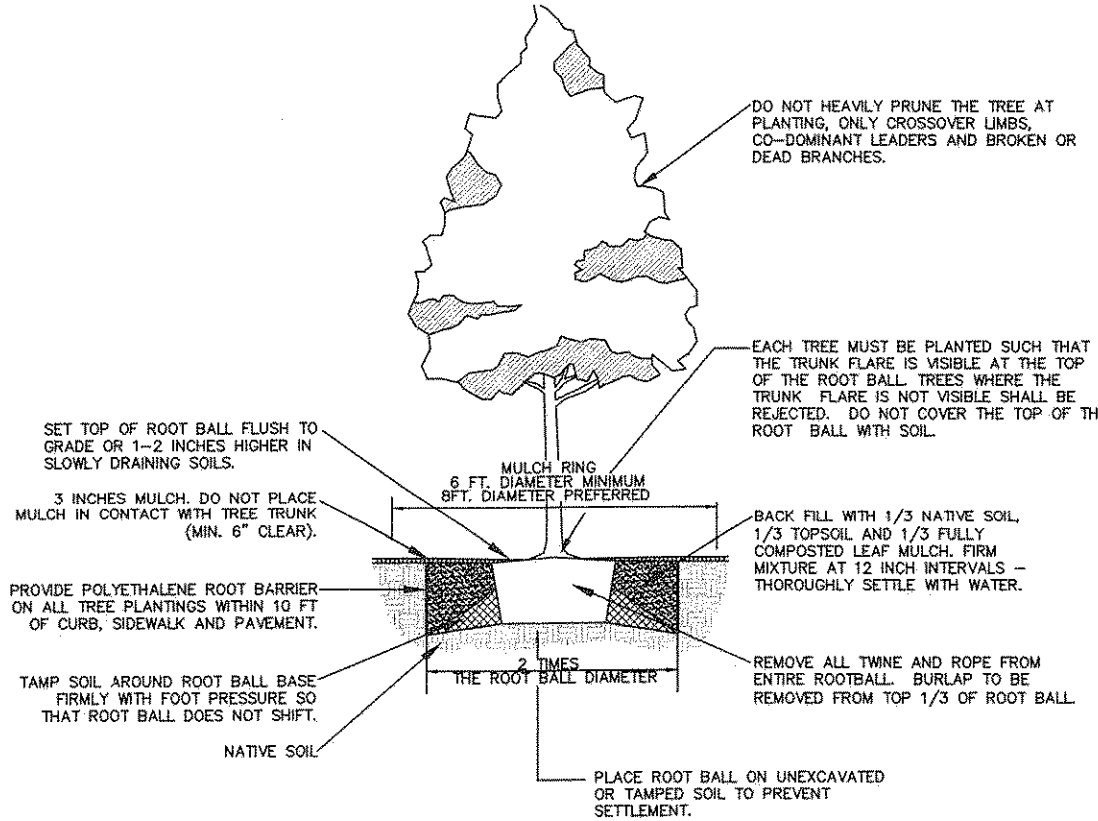 DO NOT HEAVILY PRUNE THE TREE AT
PLANTING, ONLY CROSSOVER LIMBS,
CO-DOMINANT LEADERS AND BROKEN OR
DEAD BRANCHES.
EACH TREE MUST BE PLANTED SUCH THAT
THE TRUNK FLARE IS VISIBLE AT THE TOP
OF THE ROOT BALL. TREES WHERE THE
TRUNK FLARE IS NOT VISIBLE SHALL BE
REJECTED. DO NOT COVER THE TOP OF TH
ROOT BALL WITH SOIL.
SET TOP OF ROOT BALL FLUSH TO
GRADE OR 1-2 INCHES HIGHER IN
SLOWLY DRAINING SOILS.
MULCH RING
6 FT. DIAMETER MINIMUM
8FT. DIAMETER PREFERRED
3 INCHES MULCH. DO NOT PLACE
MULCH IN CONTACT WITH TREE TRUNK
(MIN. 6" CLEAR).
BACK FILL WITH 1/3 NATIVE SOIL,
1/3 TOPSOIL AND 1/3 FULLY
COMPOSTED LEAF MULCH. FIRM
MIXTURE AT 12 INCH INTERVALS -
THOROUGHLY SETTLE WITH WATER.
PROVIDE POLYETHALENE ROOT BARRIER
ON ALL TREE PLANTINGS WITHIN 10 FT
OF CURB, SIDEWALK AND PAVEMENT.
2 TIMES
THE ROOT BALL DIAMETER
REMOVE ALL TWINE AND ROPE FROM
ENTIRE ROOTBALL. BURLAP TO BE
REMOVED FROM TOP 1/3 OF ROOT BALL.
TAMP SOIL AROUND ROOT BALL BASE
FIRMLY WITH FOOT PRESSURE SO
THAT ROOT BALL DOES NOT SHIFT.
NATIVE SOIL
PLACE ROOT BALL ON UNEXCAVATED
OR TAMPED SOIL TO PREVENT
SETTLEMENT.